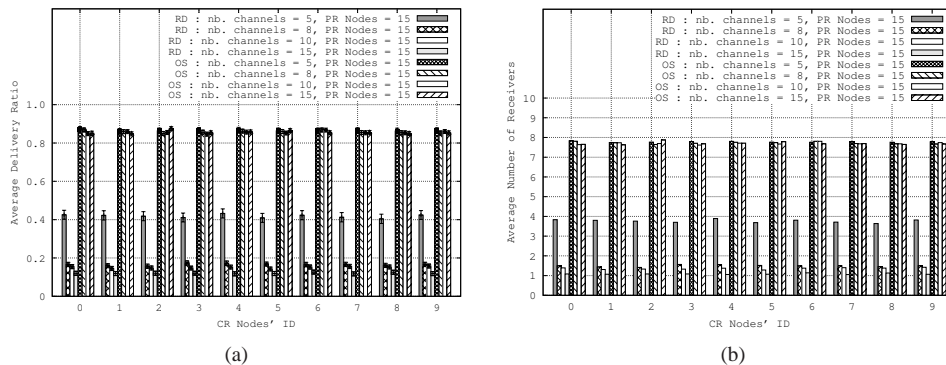 RD : nb. channels = 5, PR Nodes = 15
RD : nb. channels = 8, PR Nodes = 15
RD : nb. channels = 10, PR Nodes = 15
RD : nb. channels = 15, PR Nodes = 15
OS : nb. channels = 5, PR Nodes = 15
OS : nb. channels = 8, PR Nodes = 15
OS : nb. channels = 10, PR Nodes = 15
OS : nb. channels = 15, PR Nodes = 15
Average Delivery Ratio
1.0
0.8
0.6
0.4
0.2
0
0 1 2 3 4 5 6 7 8 9
CR Nodes' ID
(a)
RD : nb. channels = 5, PR Nodes = 15
RD : nb. channels = 8, PR Nodes = 15
RD : nb. channels = 10, PR Nodes = 15
RD : nb. channels = 15, PR Nodes = 15
OS : nb. channels = 5, PR Nodes = 15
OS : nb. channels = 8, PR Nodes = 15
OS : nb. channels = 10, PR Nodes = 15
OS : nb. channels = 15, PR Nodes = 15
Average Number of Receivers
10
9
8
7
6
5
4
3
2
1
0
0 1 2 3 4 5 6 7 8 9
CR Nodes' ID
(b)